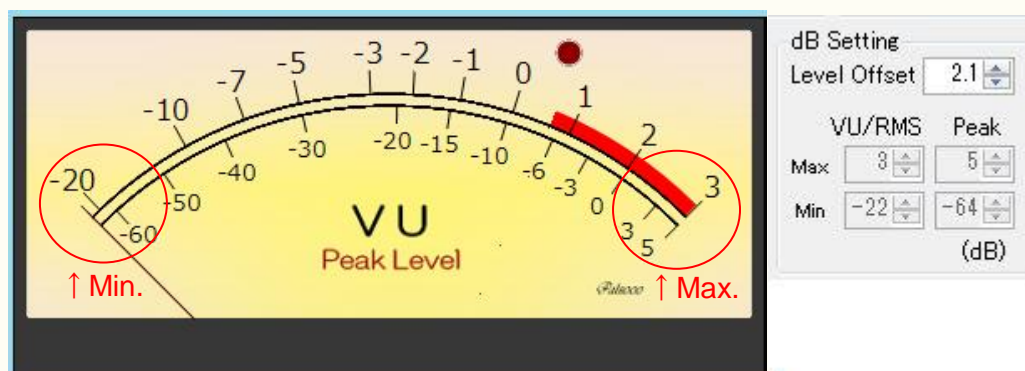 -20 -10 -7 -5 -3 -2 -1 0 1 2 3
-60 -50 -40 -30 -20 -15 -10 -6 -3 0 3 5
VU
Peak Level
↑ Min.
↑ Max.
dB Setting
Level Offset 2.1
VU/RMS Peak
Max 3 5
Min -22 -64
(dB)